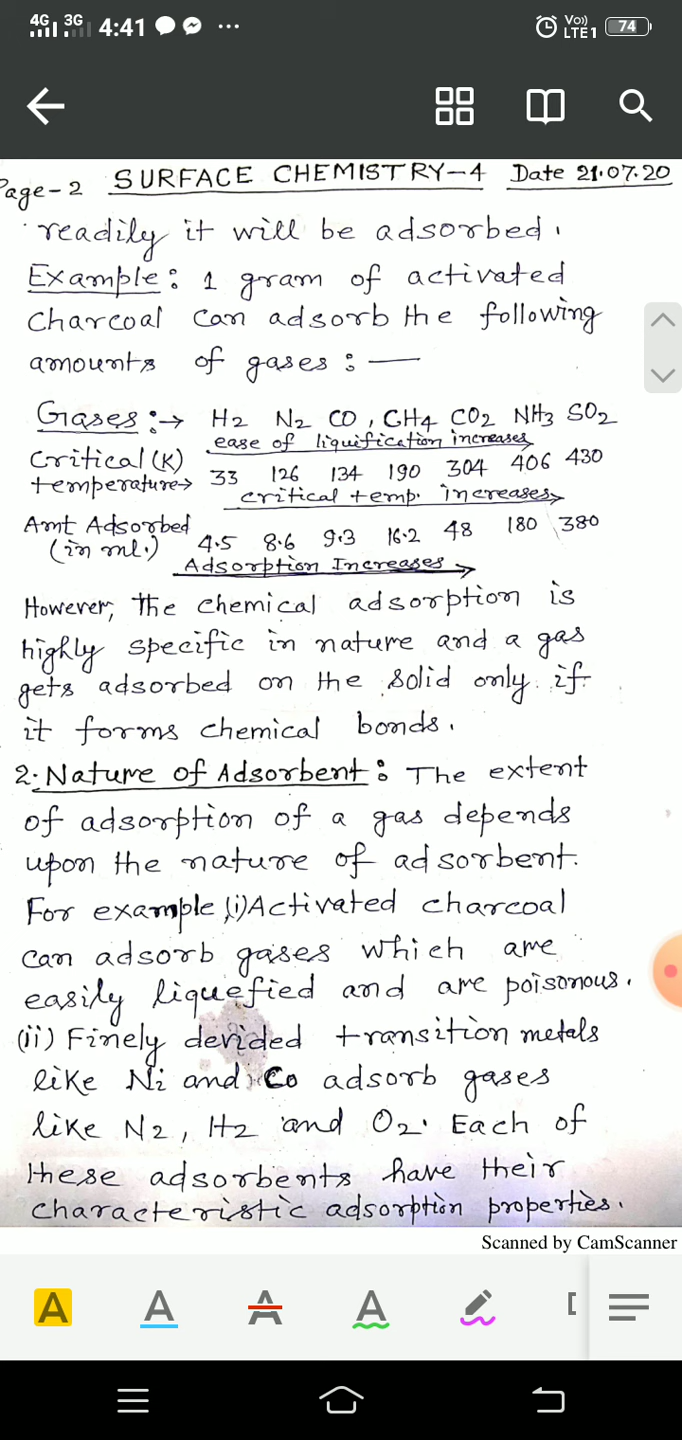 4G 3G 4:41 ... Vo)) LTE1 74
Page-2 SURFACE CHEMISTRY-4 Date 21.07.20
readily it will be adsorbed.
Example: 1 gram of activated
charcoal can adsorb the following
amounts of gases :—
Gases :→ H2 N2 CO, CH4 CO2 NH3 SO2
ease of liquification increases
Critical (K) temperature→ 33 126 134 190 304 406 430
critical temp. increases
Amt Adsorbed (in ml.) 4.5 8.6 9.3 16.2 48 180 380
Adsorption Increases
However, the chemical adsorption is
highly specific in nature and a gas
gets adsorbed on the solid only if
it forms chemical bonds.
2. Nature of Adsorbent: The extent
of adsorption of a gas depends
upon the nature of adsorbent.
For example, (i) Activated charcoal
can adsorb gases which are
easily liquefied and are poisonous.
(ii) Finely devided transition metals
like Ni and Co adsorb gases
like N2, H2 and O2. Each of
these adsorbents have their
characteristic adsorption properties.
Scanned by CamScanner
A A A A